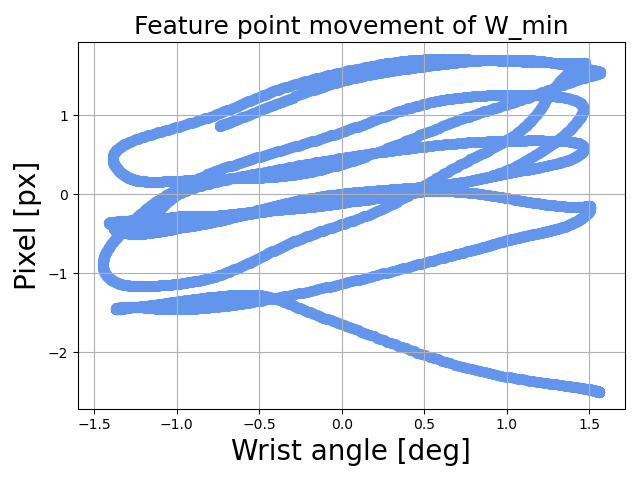 Feature point movement of W_min
Pixel [px]
1
0
−1
−2
−1.5 −1.0 −0.5 0.0 0.5 1.0 1.5
Wrist angle [deg]